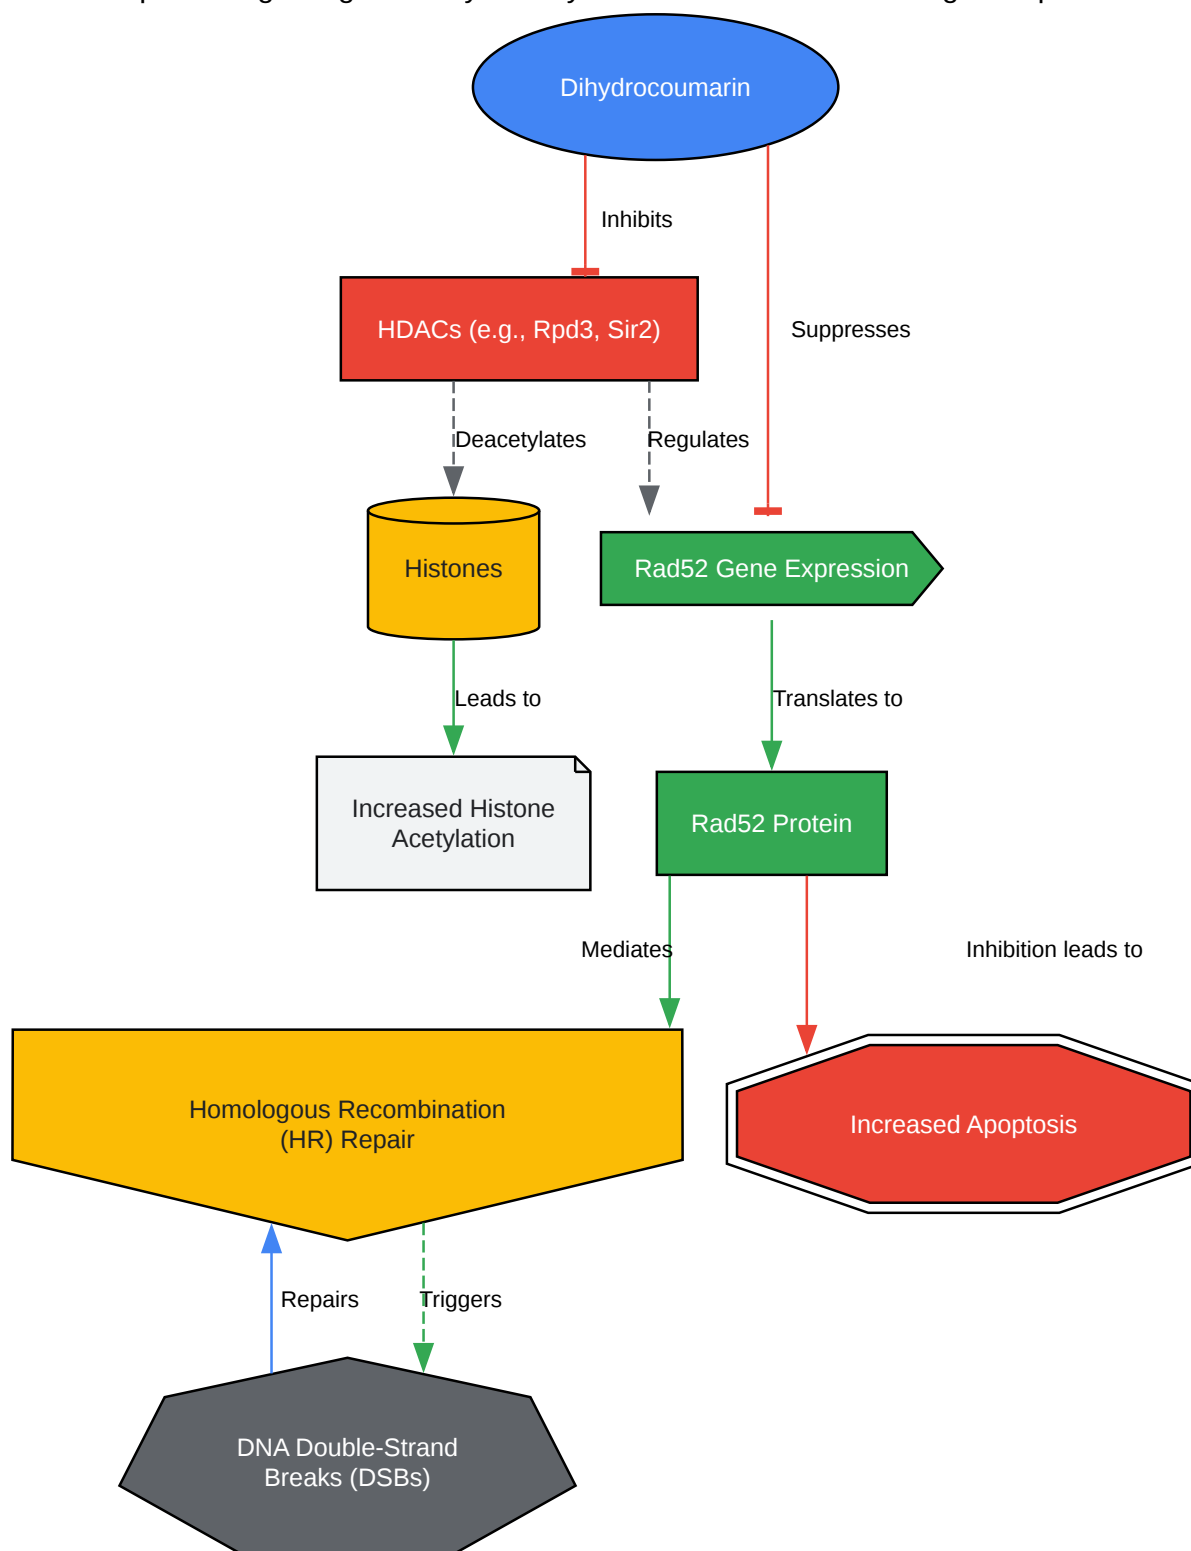 Dihydrocoumarin
Inhibits
HDACs (e.g., Rpd3, Sir2)
Suppresses
Deacetylates
Regulates
Histones
Rad52 Gene Expression
Leads to
Translates to
Increased Histone
Acetylation
Rad52 Protein
Mediates
Inhibition leads to
Homologous Recombination
(HR) Repair
Increased Apoptosis
Repairs
Triggers
DNA Double-Strand
Breaks (DSBs)